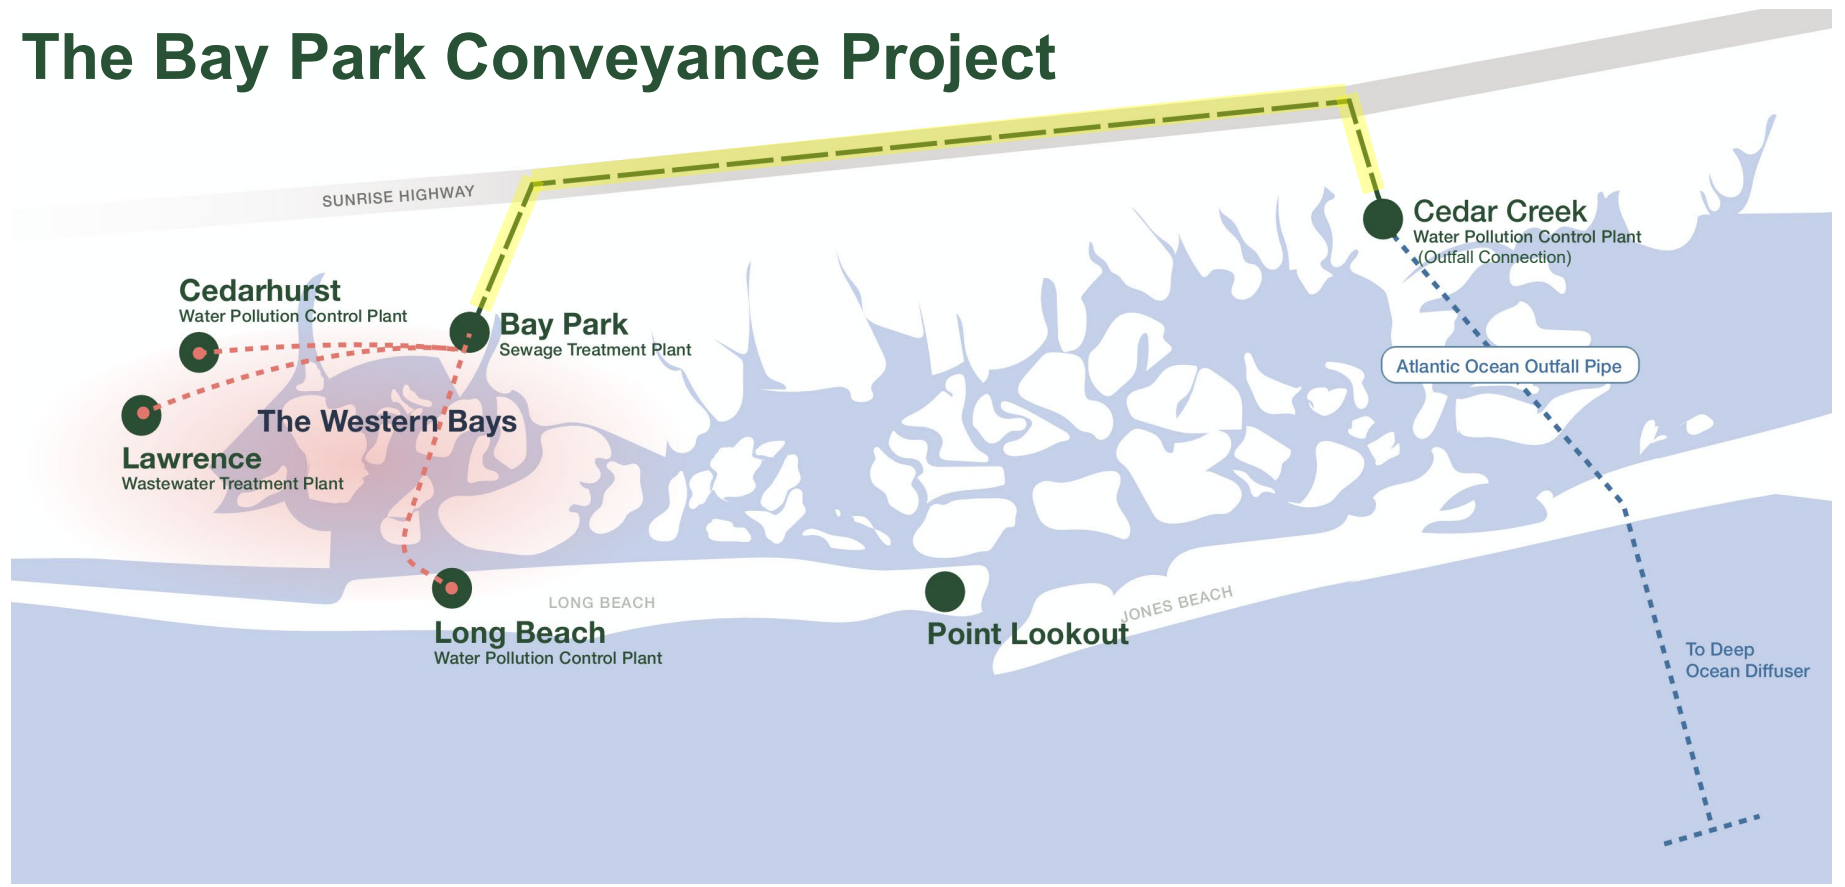 The Bay Park Conveyance Project
SUNRISE HIGHWAY
Cedar Creek
Water Pollution Control Plant
(Outfall Connection)
Cedarhurst
Water Pollution Control Plant
Bay Park
Sewage Treatment Plant
Atlantic Ocean Outfall Pipe
The Western Bays
Lawrence
Wastewater Treatment Plant
LONG BEACH
JONES BEACH
Long Beach
Water Pollution Control Plant
Point Lookout
To Deep
Ocean Diffuser